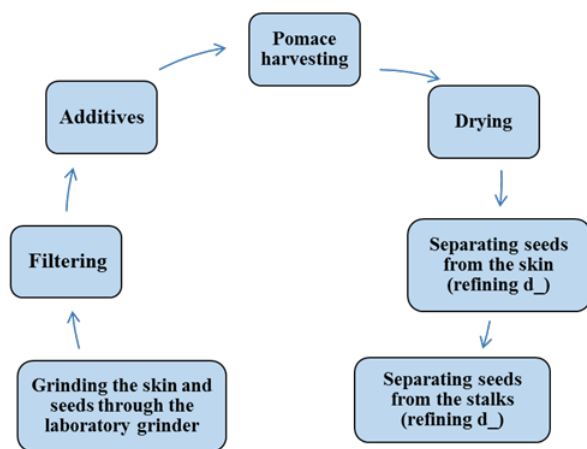 Pomace
harvesting
Drying
Separating seeds
from the skin
(refining d_)
Separating seeds
from the stalks
(refining d_)
Grinding the skin and
seeds through the
laboratory grinder
Filtering
Additives